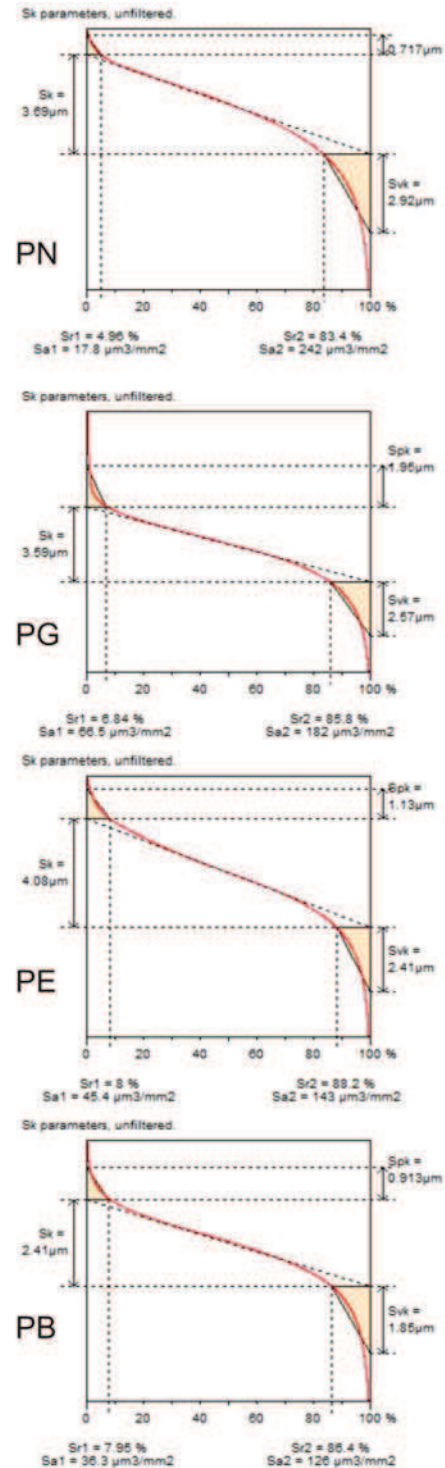 Sk parameters, unfiltered.
0.717µm
Sk =
3.69µm
Svk =
2.92µm
PN
0 20 40 60 80 100 %
Sr1 = 4.96 % Sr2 = 83.4 %
Sa1 = 17.8 µm3/mm2 Sa2 = 242 µm3/mm2
Sk parameters, unfiltered.
Spk =
1.95µm
Sk =
3.59µm
Svk =
2.57µm
PG
0 20 40 60 80 100 %
Sr1 = 6.84 % Sr2 = 85.8 %
Sa1 = 66.5 µm3/mm2 Sa2 = 182 µm3/mm2
Sk parameters, unfiltered.
Spk =
1.13µm
Sk =
4.08µm
Svk =
2.41µm
PE
0 20 40 60 80 100 %
Sr1 = 8 % Sr2 = 88.2 %
Sa1 = 45.4 µm3/mm2 Sa2 = 143 µm3/mm2
Sk parameters, unfiltered.
Spk =
0.913µm
Sk =
2.41µm
Svk =
1.85µm
PB
0 20 40 60 80 100 %
Sr1 = 7.95 % Sr2 = 86.4 %
Sa1 = 36.3 µm3/mm2 Sa2 = 126 µm3/mm2